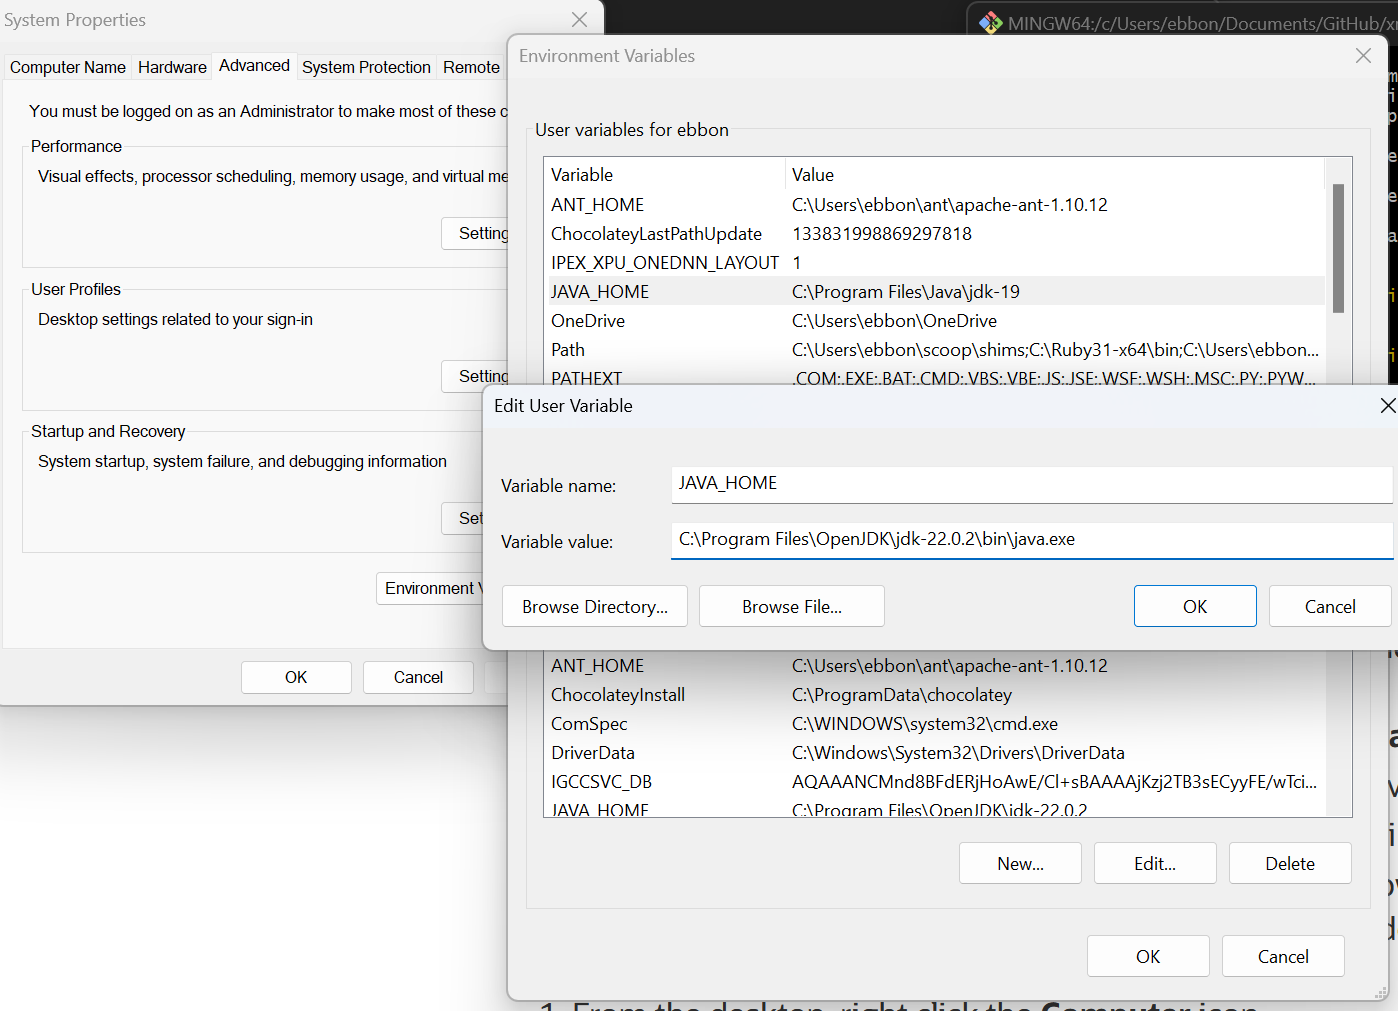 System Properties
Computer Name
Hardware
Advanced
System Protection
Remote
You must be logged on as an Administrator to make most of these c
Performance
Visual effects, processor scheduling, memory usage, and virtual me
Setting
User Profiles
Desktop settings related to your sign-in
Setting
Startup and Recovery
System startup, system failure, and debugging information
Set
Environment V
OK
Cancel
MINGW64:/c/Users/ebbon/Documents/GitHub/xm
Environment Variables
User variables for ebbon
Variable Value
ANT_HOME C:\Users\ebbon\ant\apache-ant-1.10.12
ChocolateyLastPathUpdate 133831998869297818
IPEX_XPU_ONEDNN_LAYOUT 1
JAVA_HOME C:\Program Files\Java\jdk-19
OneDrive C:\Users\ebbon\OneDrive
Path C:\Users\ebbon\scoop\shims;C:\Ruby31-x64\bin;C:\Users\ebbon...
PATHEXT .COM;.EXE;.BAT;.CMD;.VBS;.VBE;.JS;.JSE;.WSF;.WSH;.MSC;.PY;.PYW...
Edit User Variable
Variable name: JAVA_HOME
Variable value: C:\Program Files\OpenJDK\jdk-22.0.2\bin\java.exe
Browse Directory...
Browse File...
OK
Cancel
ANT_HOME C:\Users\ebbon\ant\apache-ant-1.10.12
ChocolateyInstall C:\ProgramData\chocolatey
ComSpec C:\WINDOWS\system32\cmd.exe
DriverData C:\Windows\System32\Drivers\DriverData
IGCCSVC_DB AQAAANCMnd8BFdERjHoAwE/Cl+sBAAAAjKzj2TB3sECyyFE/wTci...
JAVA_HOME C:\Program Files\OpenJDK\jdk-22.0.2
New...
Edit...
Delete
OK
Cancel
1. From the desktop, right click the Computer icon